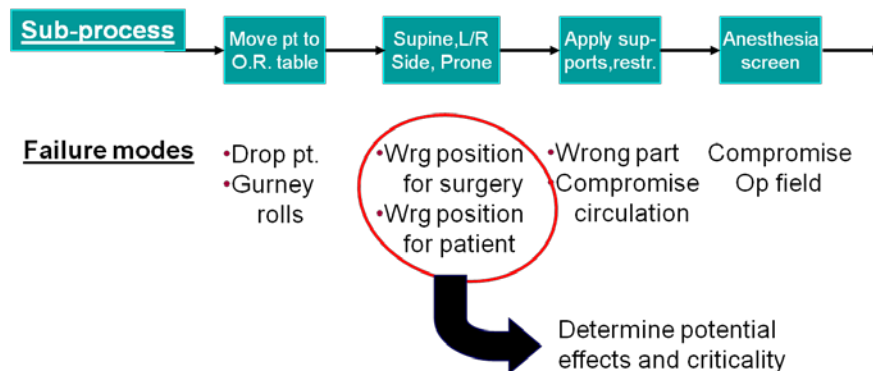 Sub-process
Move pt to
O.R. table
Supine,L/R
Side, Prone
Apply sup-
ports,restr.
Anesthesia
screen
Failure modes
•Drop pt.
•Gurney
rolls
•Wrg position
for surgery
•Wrg position
for patient
•Wrong part
•Compromise
circulation
Compromise
Op field
Determine potential
effects and criticality